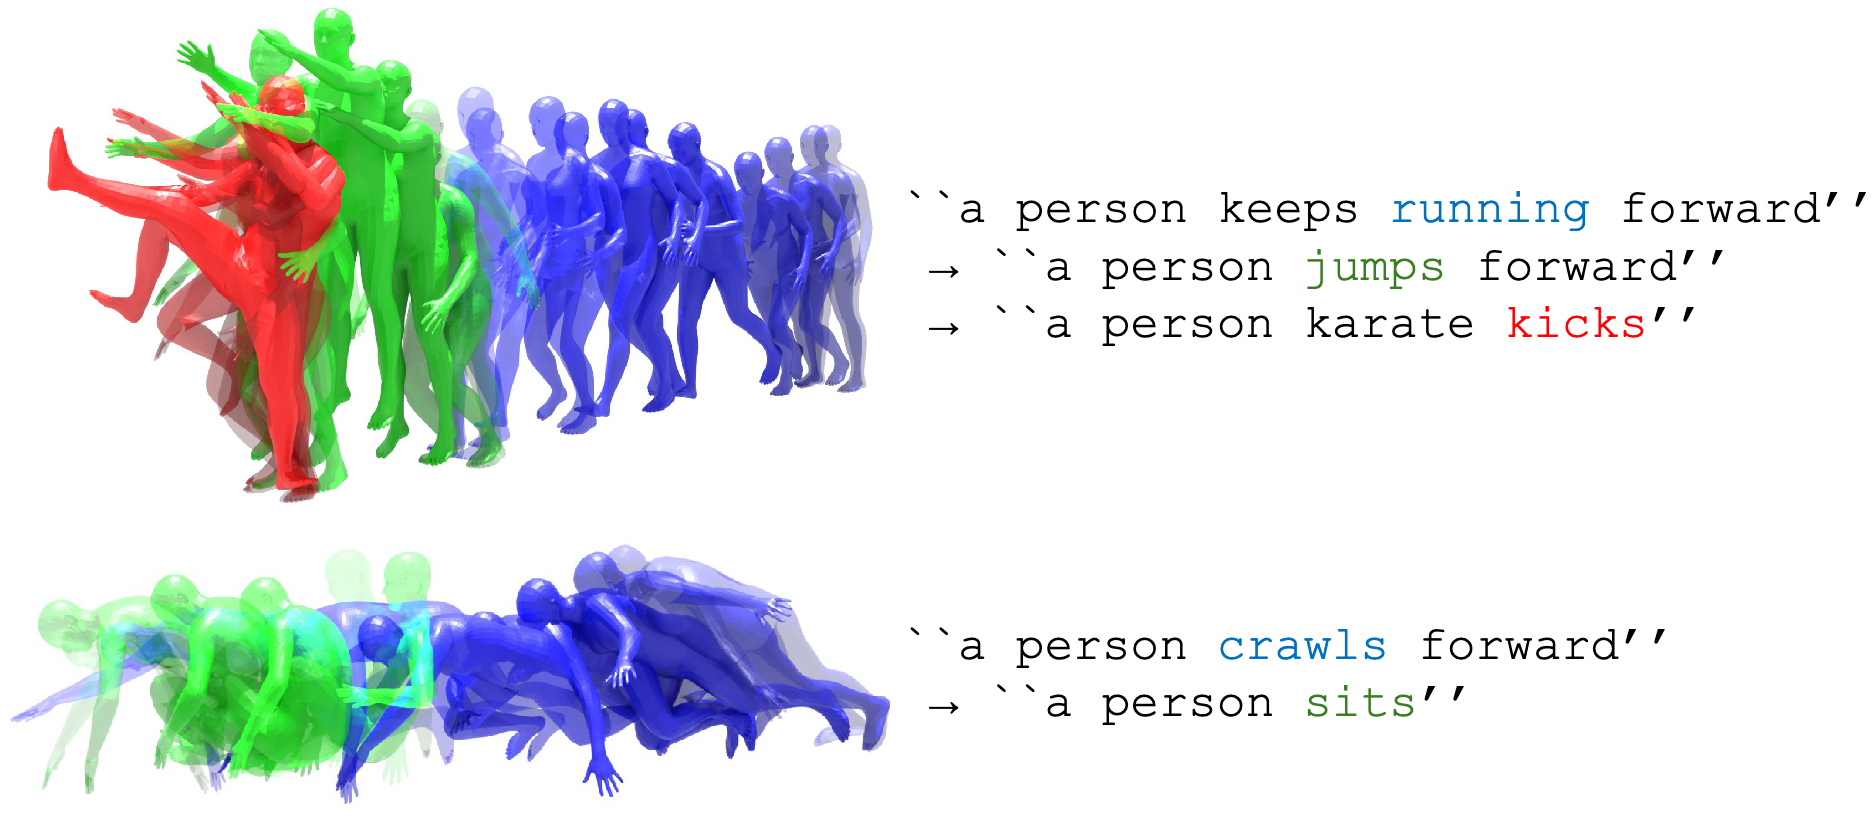 ``a person keeps running forward’’
→ ``a person jumps forward’’
→ ``a person karate kicks’’
``a person crawls forward’’
→ ``a person sits’’